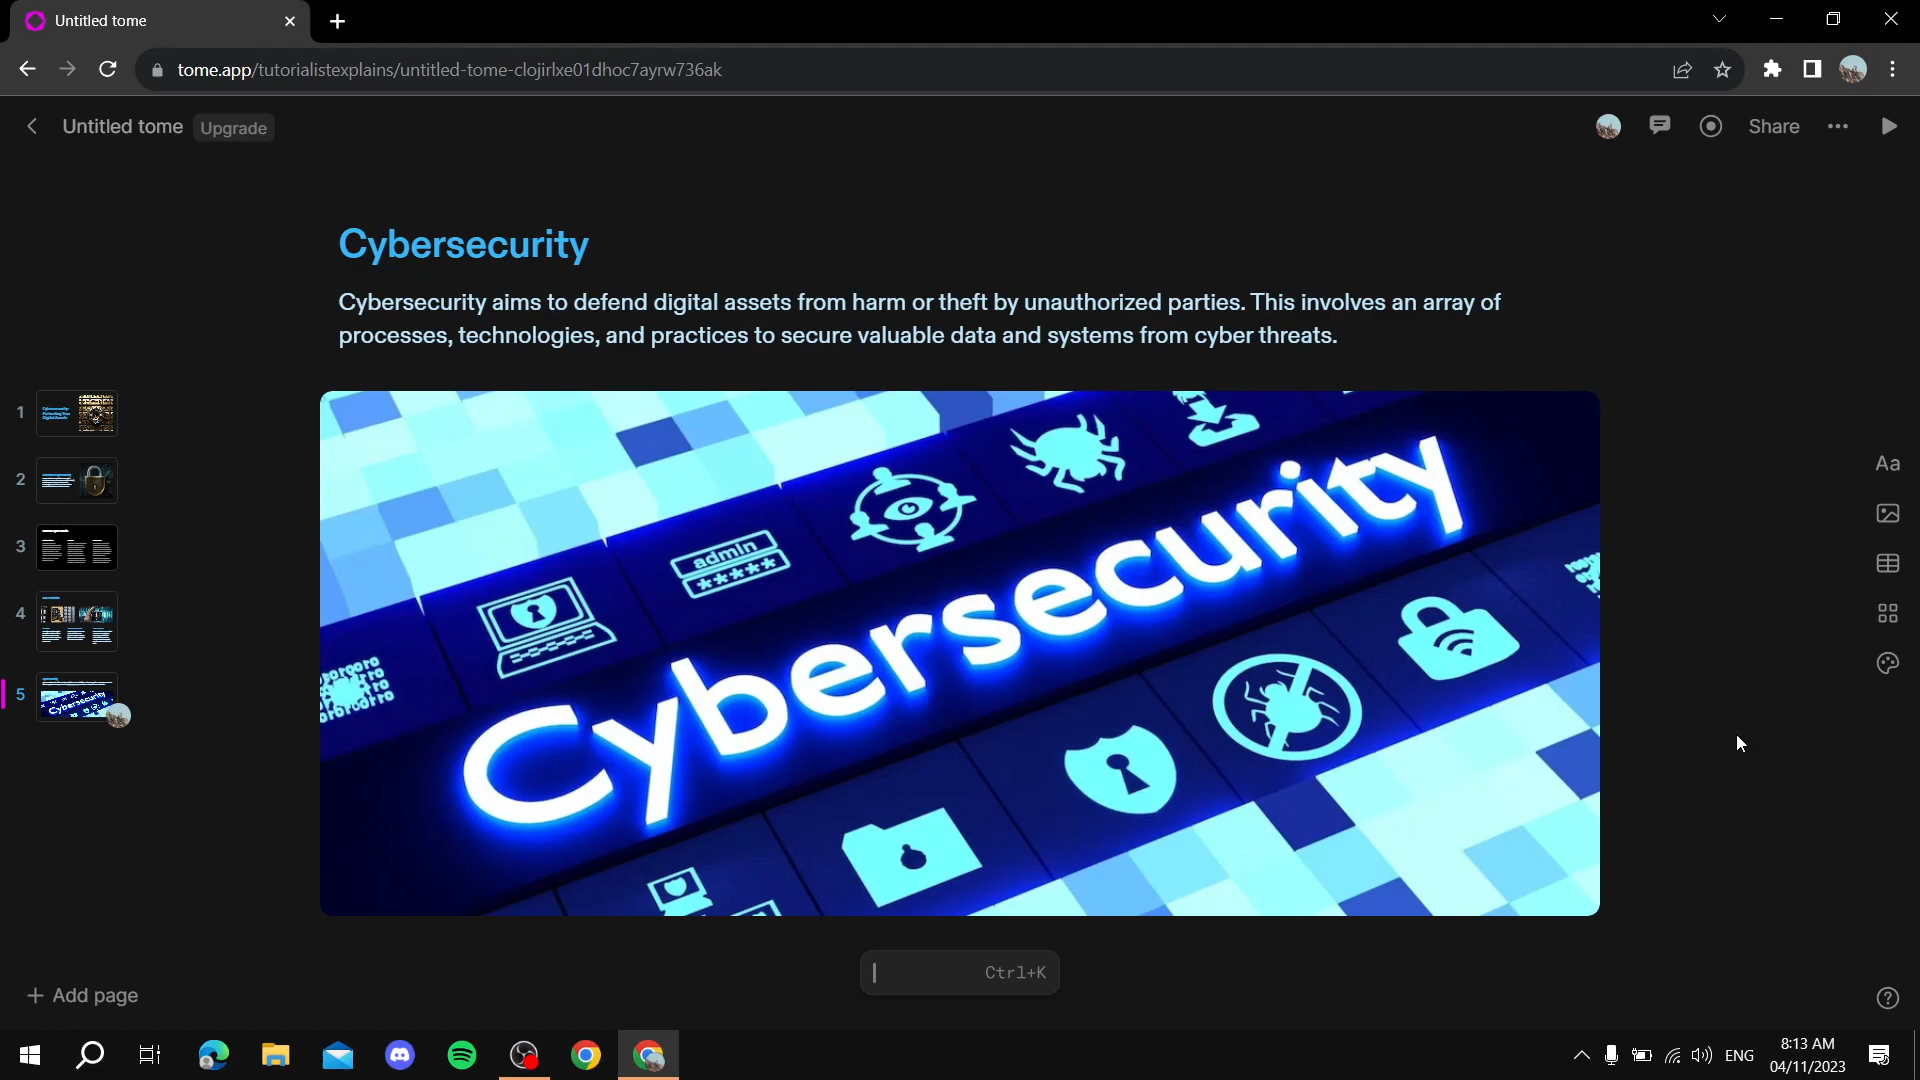 Untitled tome
tome.app/tutorialistexplains/untitled-tome-clojirlxe01dhoc7ayrw736ak
Untitled tome
Upgrade
Share
Cybersecurity
Cybersecurity aims to defend digital assets from harm or theft by unauthorized parties. This involves an array of
processes, technologies, and practices to secure valuable data and systems from cyber threats.
admin
*****
Cybersecurity
1
2
3
4
5
Cybersecurity
Aa
Ctrl+K
+ Add page
ENG
8:13 AM
04/11/2023